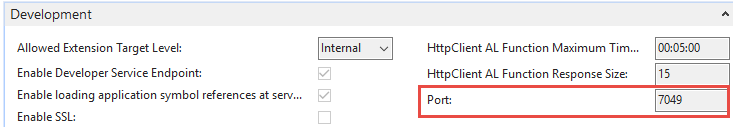 Development
Allowed Extension Target Level: Internal
Enable Developer Service Endpoint:
Enable loading application symbol references at serv...
Enable SSL:
HttpClient AL Function Maximum Tim... 00:05:00
HttpClient AL Function Response Size: 15
Port: 7049